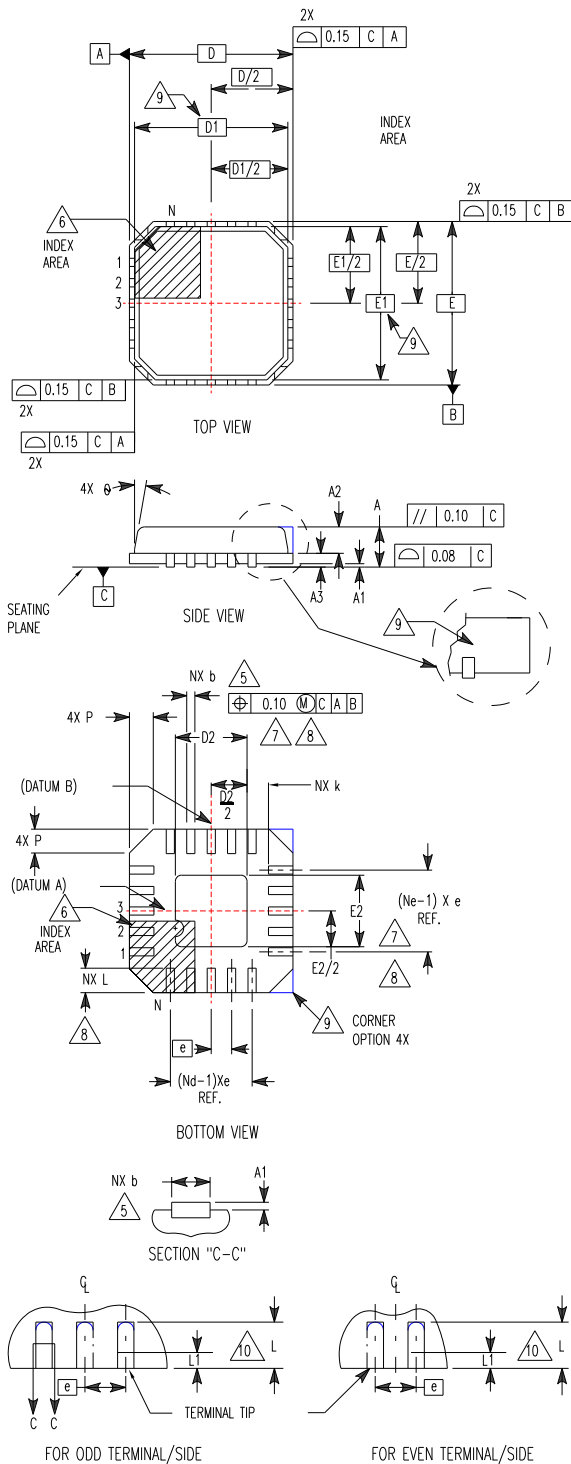 2X
0.15 C A
A
D
D/2
9
D1
INDEX
AREA
D1/2
2X
0.15 C B
6
INDEX
AREA
N
1
2
3
E1/2
E/2
E1
E
9
0.15 C B
2X
B
0.15 C A
2X
TOP VIEW
4X θ
A2
A
// 0.10 C
0.08 C
C
A3
A1
SEATING
PLANE
SIDE VIEW
9
NX b
5
0.10 M C A B
4X P
D2
7
8
(DATUM B)
D2
2
NX k
4X P
(DATUM A)
6
INDEX
AREA
3
2
1
E2
(Ne-1) X e
REF.
7
E2/2
8
NX L
8
N
9
CORNER
OPTION 4X
e
(Nd-1)Xe
REF.
BOTTOM VIEW
NX b
5
A1
SECTION "C-C"
CL
CL
L
10
L1
L
10
L1
e
e
C C
TERMINAL TIP
FOR ODD TERMINAL/SIDE
FOR EVEN TERMINAL/SIDE